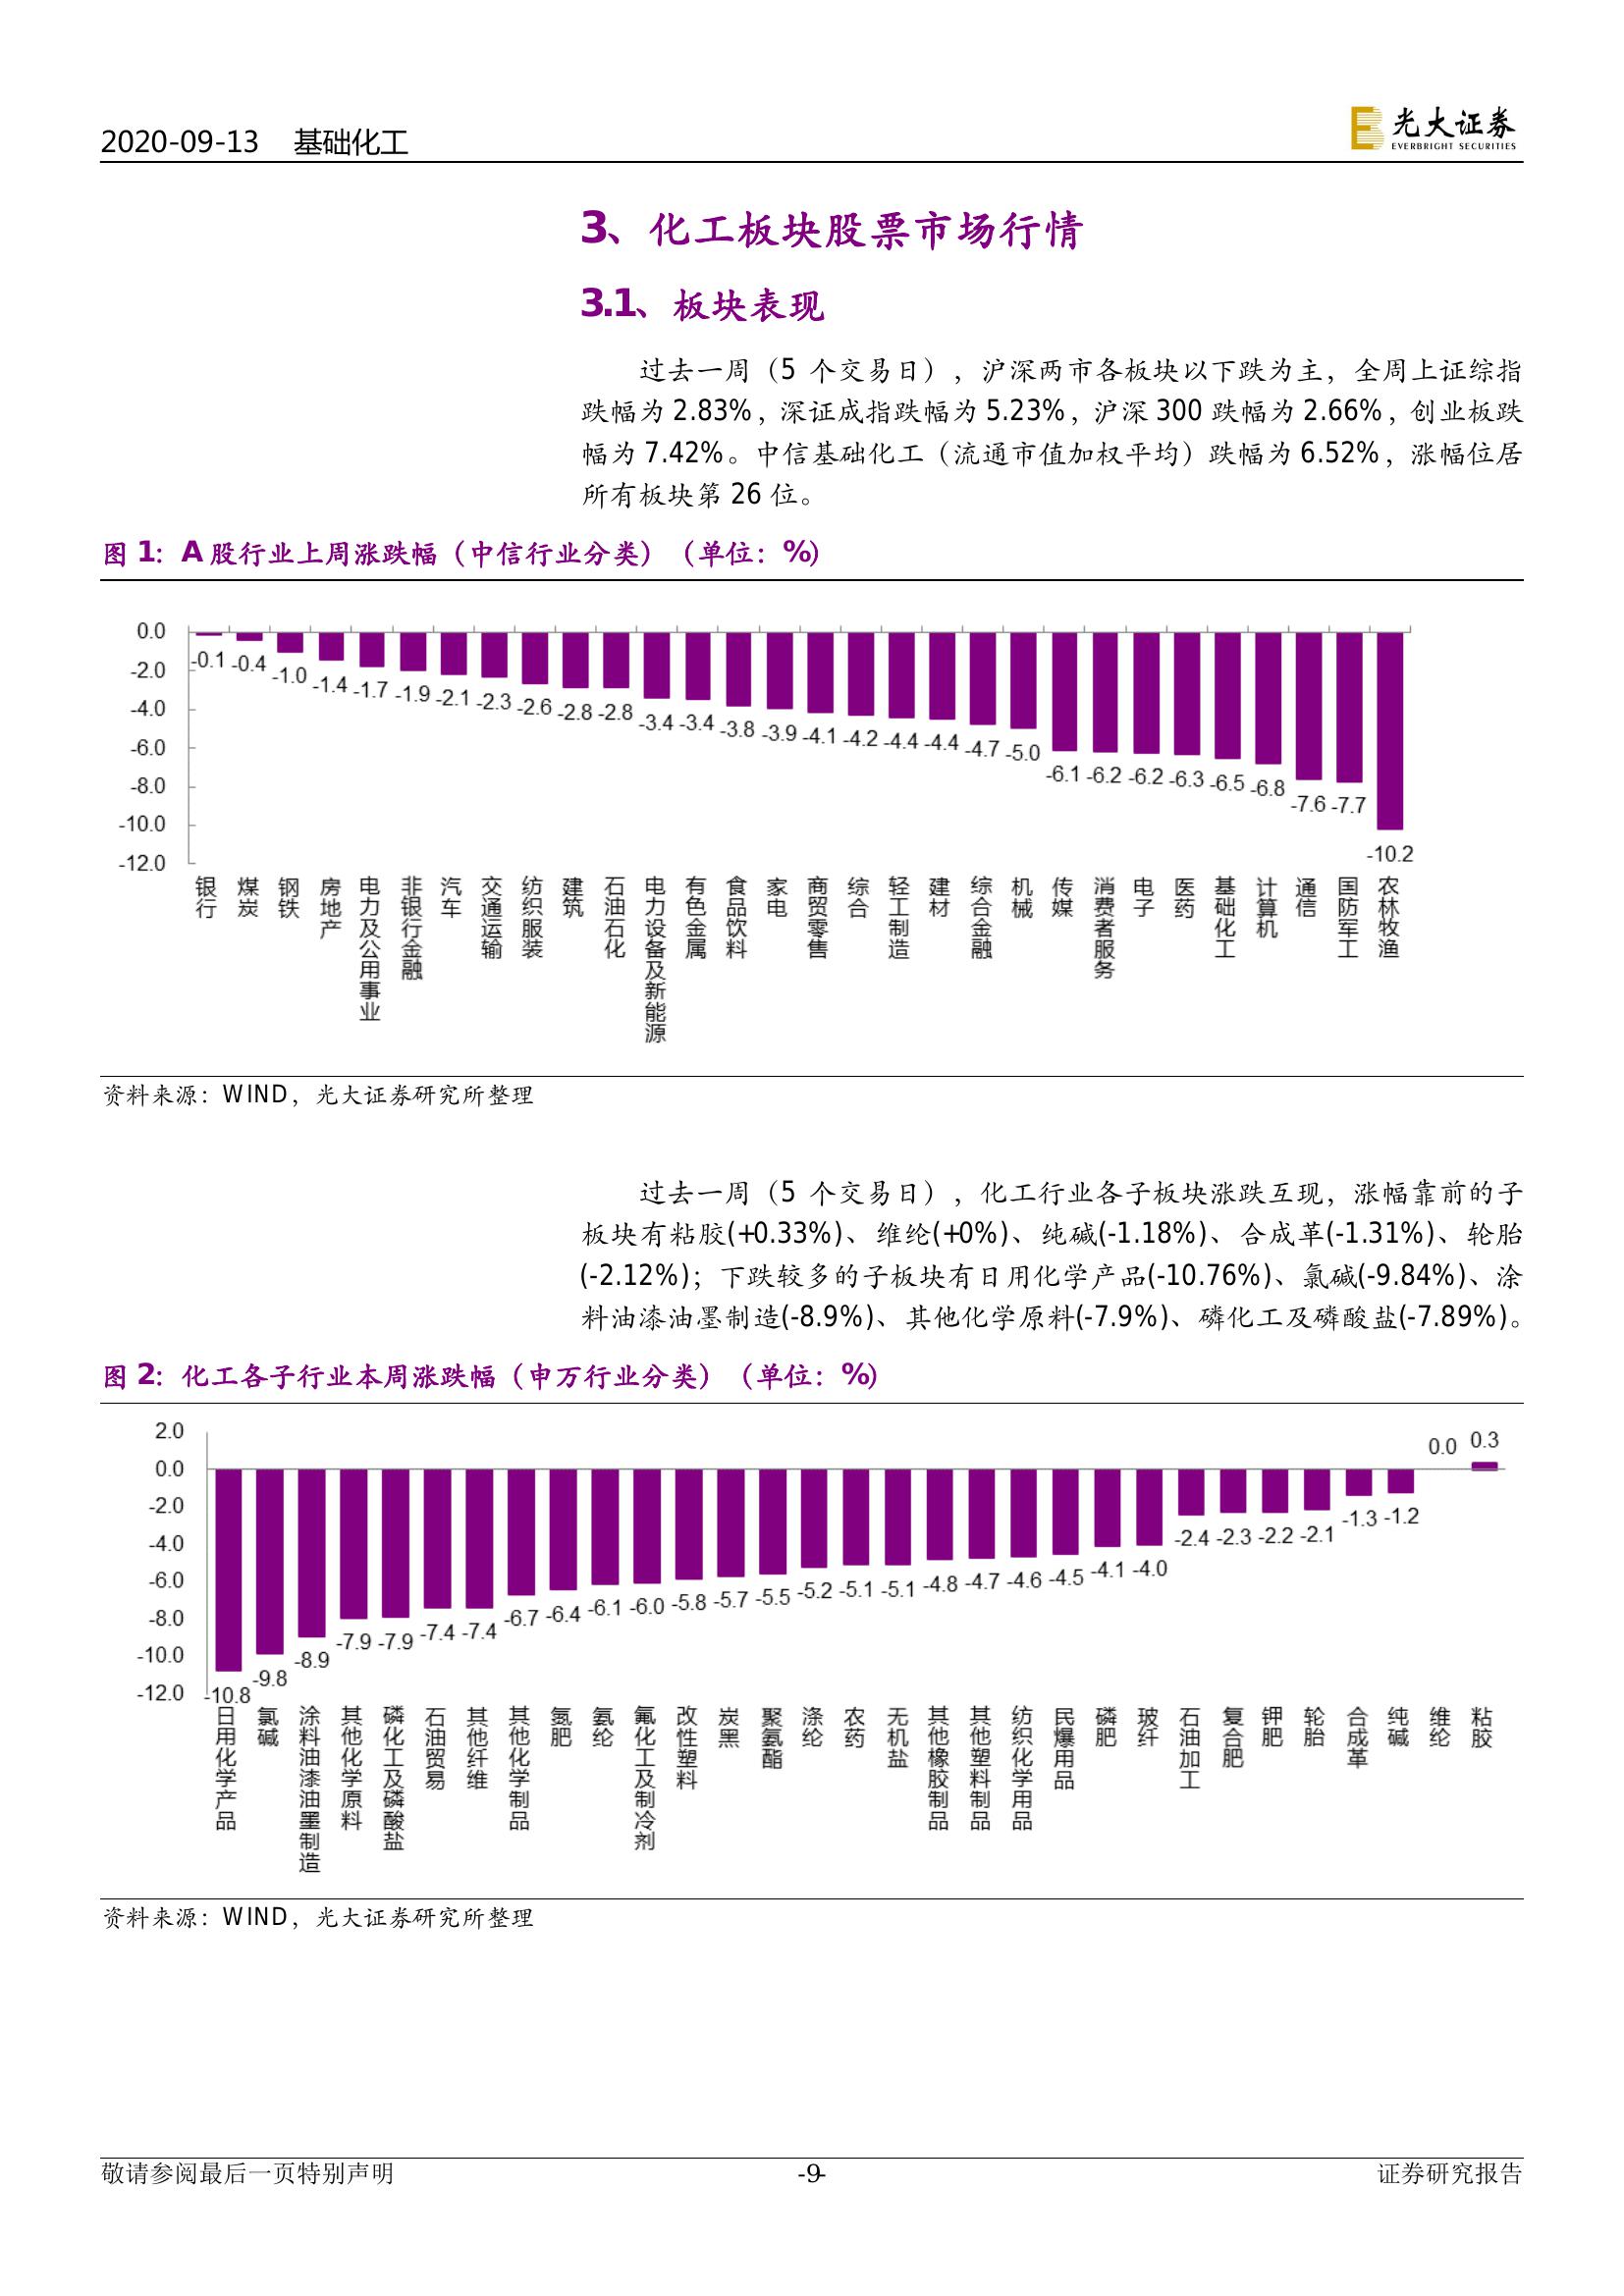 2020-09-13 基础化工
光大证券
EVERBRIGHT SECURITIES
3、化工板块股票市场行情
3.1、板块表现
过去一周（5 个交易日），沪深两市各板块以下跌为主，全周上证综指
跌幅为 2.83%，深证成指跌幅为 5.23%，沪深 300 跌幅为 2.66%，创业板跌
幅为 7.42%。中信基础化工（流通市值加权平均）跌幅为 6.52%，涨幅位居
所有板块第 26 位。
图 1：A 股行业上周涨跌幅（中信行业分类）（单位：%）
0.0
-2.0
-4.0
-6.0
-8.0
-10.0
-12.0
-0.1 -0.4 -1.0 -1.4 -1.7 -1.9 -2.1 -2.3 -2.6 -2.8 -2.8 -3.4 -3.4 -3.8 -3.9 -4.1 -4.2 -4.4 -4.4 -4.7 -5.0 -6.1 -6.2 -6.2 -6.3 -6.5 -6.8 -7.6 -7.7 -10.2
银行
煤炭
钢铁
房地产
电力及公用事业
非银行金融
汽车
交通运输
纺织服装
建筑
石油石化
电力设备及新能源
有色金属
食品饮料
家电
商贸零售
综合
轻工制造
建材
综合金融
机械
传媒
消费者服务
电子
医药
基础化工
计算机
通信
国防军工
农林牧渔
资料来源：WIND，光大证券研究所整理
过去一周（5 个交易日），化工行业各子板块涨跌互现，涨幅靠前的子
板块有粘胶(+0.33%)、维纶(+0%)、纯碱(-1.18%)、合成革(-1.31%)、轮胎
(-2.12%)；下跌较多的子板块有日用化学产品(-10.76%)、氯碱(-9.84%)、涂
料油漆油墨制造(-8.9%)、其他化学原料(-7.9%)、磷化工及磷酸盐(-7.89%)。
图 2：化工各子行业本周涨跌幅（申万行业分类）（单位：%）
2.0
0.0
-2.0
-4.0
-6.0
-8.0
-10.0
-12.0
-10.8 -9.8 -8.9 -7.9 -7.9 -7.4 -7.4 -6.7 -6.4 -6.1 -6.0 -5.8 -5.7 -5.5 -5.2 -5.1 -5.1 -4.8 -4.7 -4.6 -4.5 -4.1 -4.0 -2.4 -2.3 -2.2 -2.1 -1.3 -1.2 0.0 0.3
日用化学产品
氯碱
涂料油漆油墨制造
其他化学原料
磷化工及磷酸盐
石油贸易
其他纤维
其他化学制品
氮肥
氨纶
氟化工及制冷剂
改性塑料
炭黑
聚氨酯
涤纶
农药
无机盐
其他橡胶制品
其他塑料制品
纺织化学用品
民爆用品
磷肥
玻纤
石油加工
复合肥
钾肥
轮胎
合成革
纯碱
维纶
粘胶
资料来源：WIND，光大证券研究所整理
敬请参阅最后一页特别声明
-9-
证券研究报告